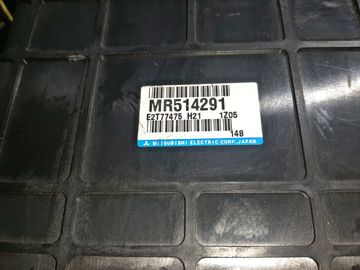 MR514291
E2T77475 H21 1Z05
148
MITSUBISHI ELECTRIC CORP. JAPAN